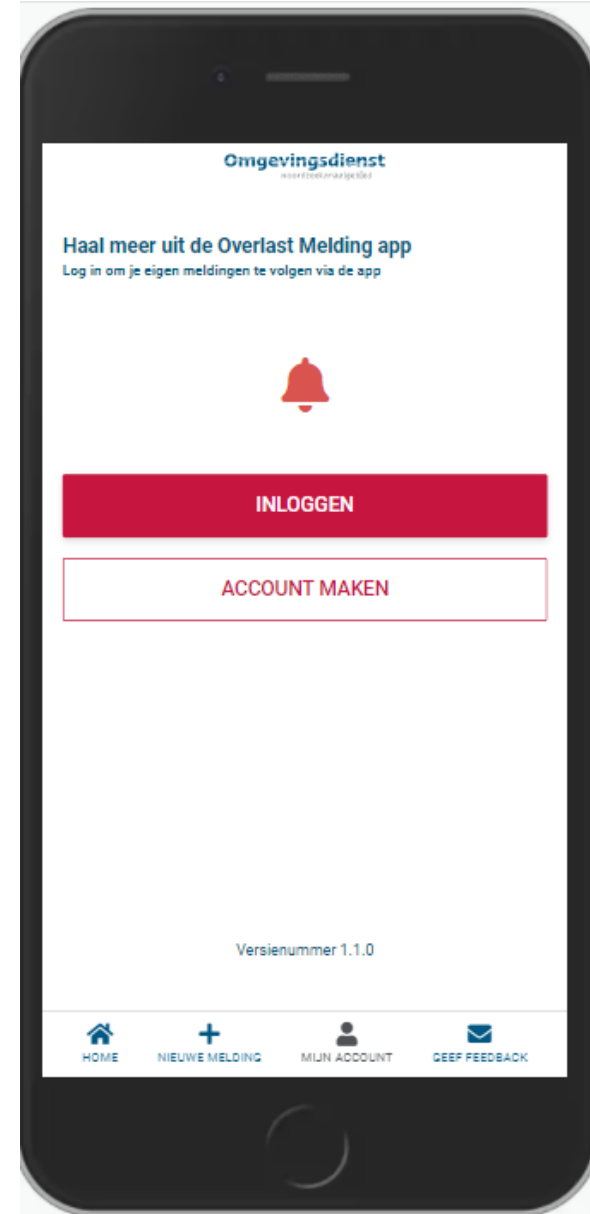 Omgevingsdienst
noordzeekanaalgebied
Haal meer uit de Overlast Melding app
Log in om je eigen meldingen te volgen via de app
INLOGGEN
ACCOUNT MAKEN
Versienummer 1.1.0
HOME
NIEUWE MELDING
MIJN ACCOUNT
GEEF FEEDBACK